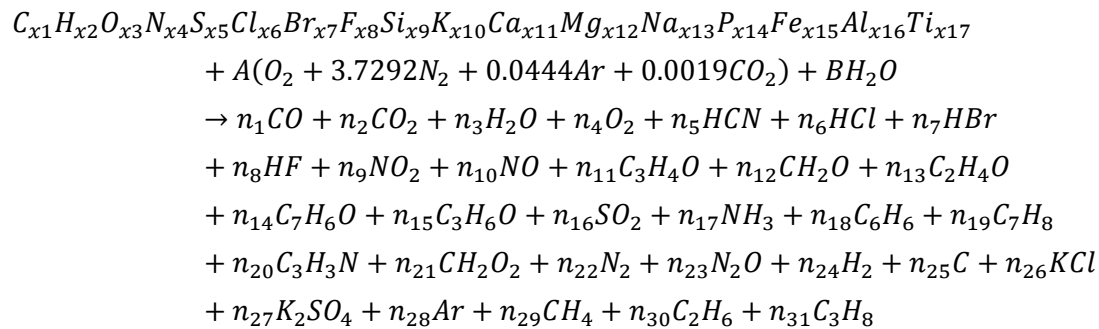 C_{x1}H_{x2}O_{x3}N_{x4}S_{x5}Cl_{x6}Br_{x7}F_{x8}Si_{x9}K_{x10}Ca_{x11}Mg_{x12}Na_{x13}P_{x14}Fe_{x15}Al_{x16}Ti_{x17}
+ A(O_2 + 3.7292N_2 + 0.0444Ar + 0.0019CO_2) + BH_2O
→ n_1CO + n_2CO_2 + n_3H_2O + n_4O_2 + n_5HCN + n_6HCl + n_7HBr
+ n_8HF + n_9NO_2 + n_{10}NO + n_{11}C_3H_4O + n_{12}CH_2O + n_{13}C_2H_4O
+ n_{14}C_7H_6O + n_{15}C_3H_6O + n_{16}SO_2 + n_{17}NH_3 + n_{18}C_6H_6 + n_{19}C_7H_8
+ n_{20}C_3H_3N + n_{21}CH_2O_2 + n_{22}N_2 + n_{23}N_2O + n_{24}H_2 + n_{25}C + n_{26}KCl
+ n_{27}K_2SO_4 + n_{28}Ar + n_{29}CH_4 + n_{30}C_2H_6 + n_{31}C_3H_8